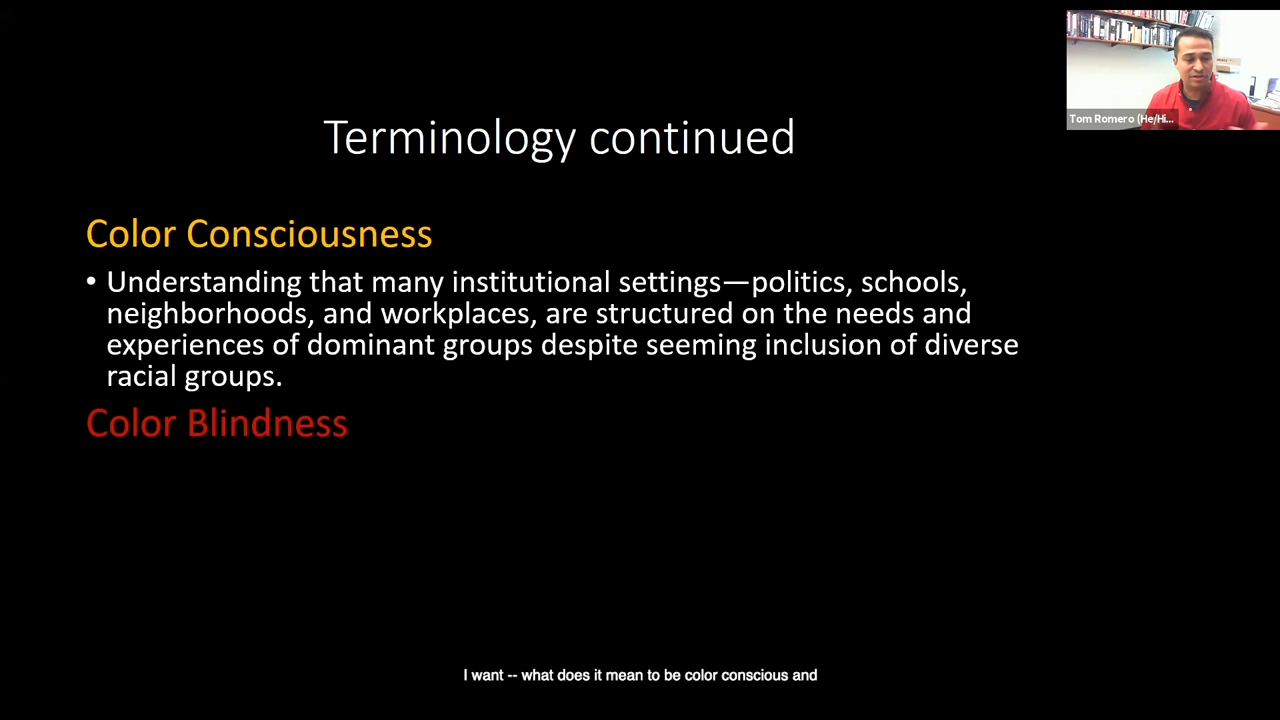 Tom Romero (He/Hi...
Terminology continued
Color Consciousness
• Understanding that many institutional settings—politics, schools,
neighborhoods, and workplaces, are structured on the needs and
experiences of dominant groups despite seeming inclusion of diverse
racial groups.
Color Blindness
I want -- what does it mean to be color conscious and